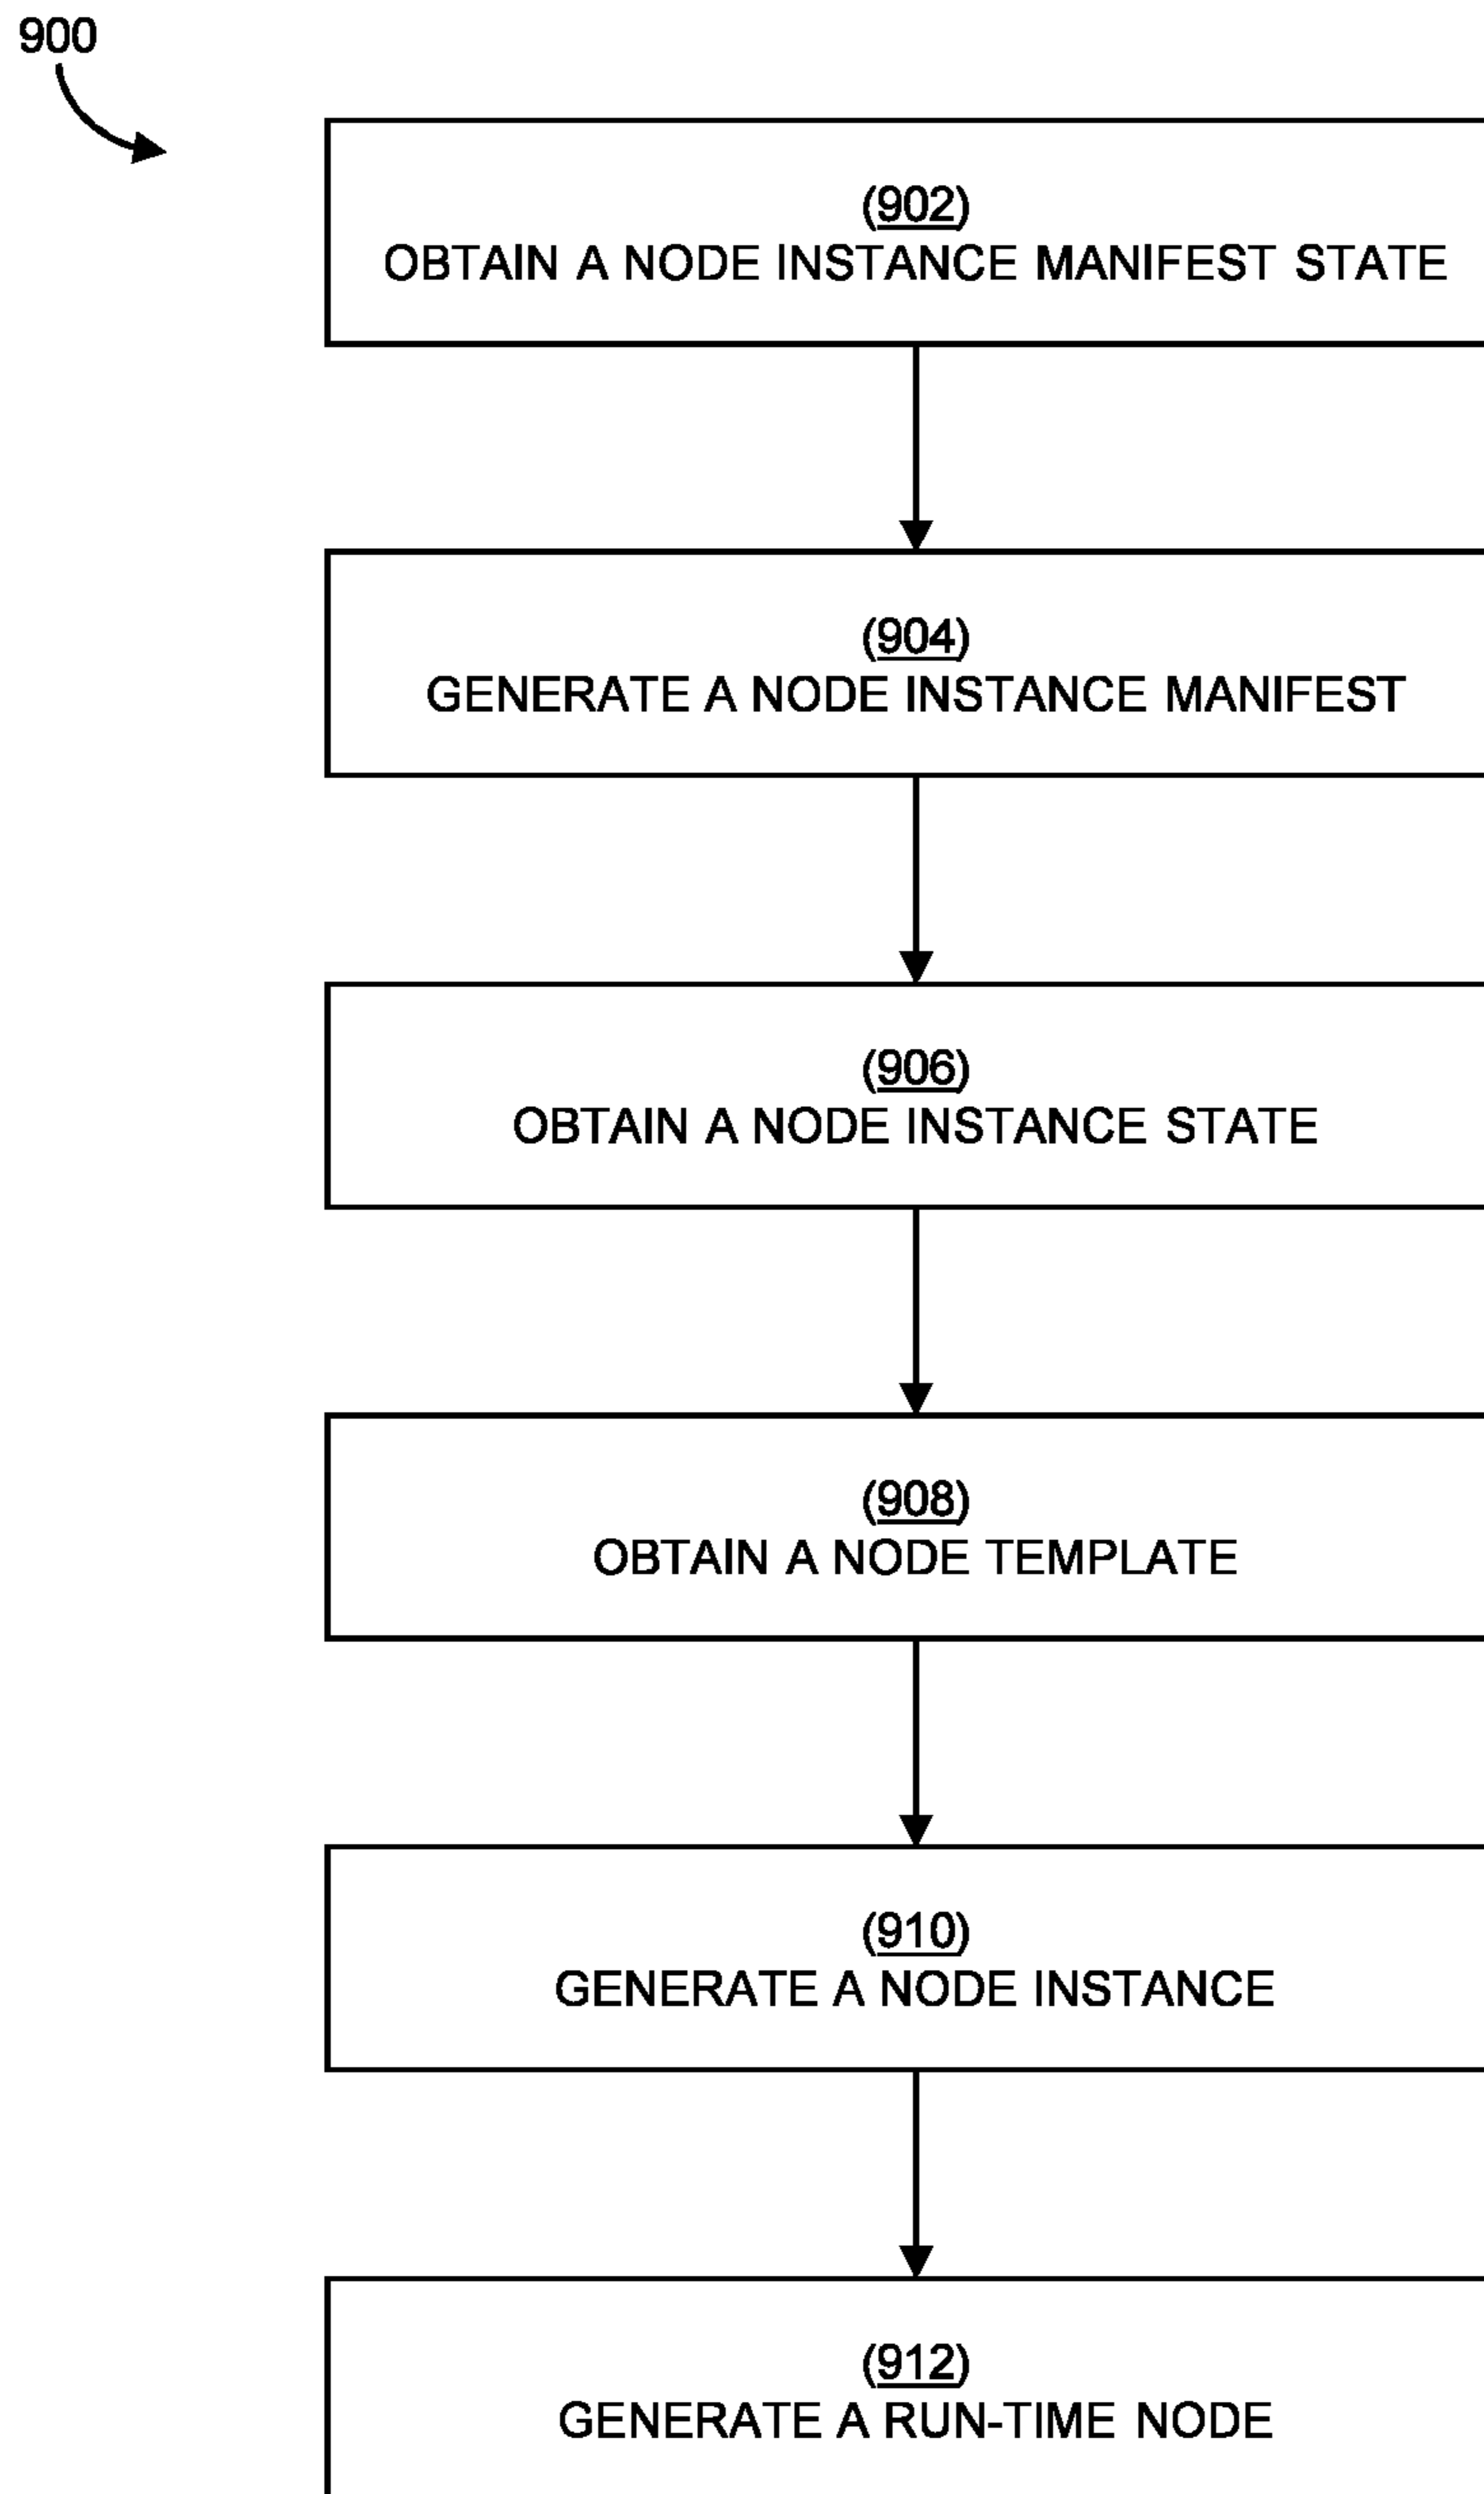 900
(902)
OBTAIN A NODE INSTANCE MANIFEST STATE
(904)
GENERATE A NODE INSTANCE MANIFEST
(906)
OBTAIN A NODE INSTANCE STATE
(908)
OBTAIN A NODE TEMPLATE
(910)
GENERATE A NODE INSTANCE
(912)
GENERATE A RUN-TIME NODE